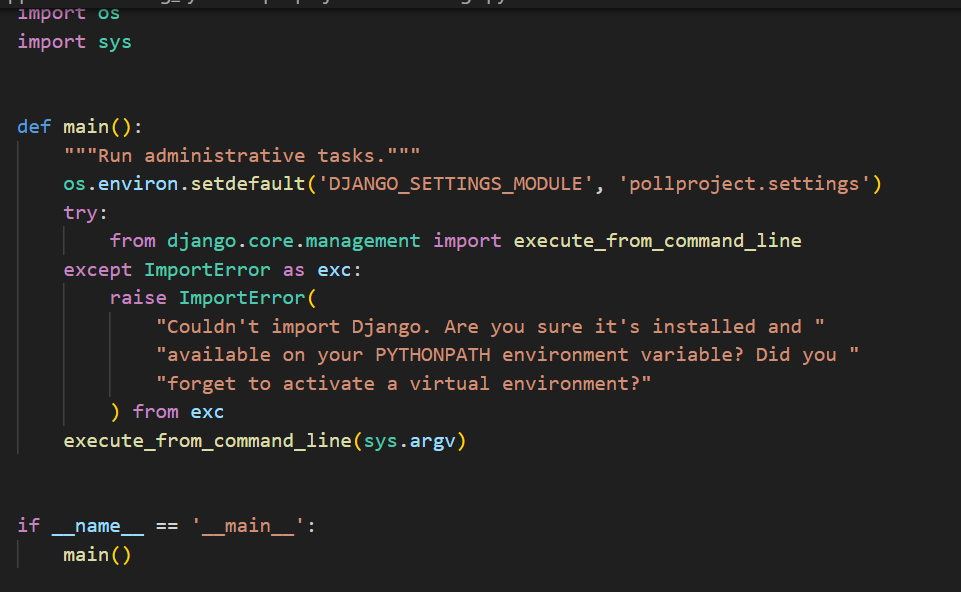 import os
import sys
def main():
"""Run administrative tasks."""
os.environ.setdefault('DJANGO_SETTINGS_MODULE', 'pollproject.settings')
try:
from django.core.management import execute_from_command_line
except ImportError as exc:
raise ImportError(
"Couldn't import Django. Are you sure it's installed and "
"available on your PYTHONPATH environment variable? Did you "
"forget to activate a virtual environment?"
) from exc
execute_from_command_line(sys.argv)
if __name__ == '__main__':
main()